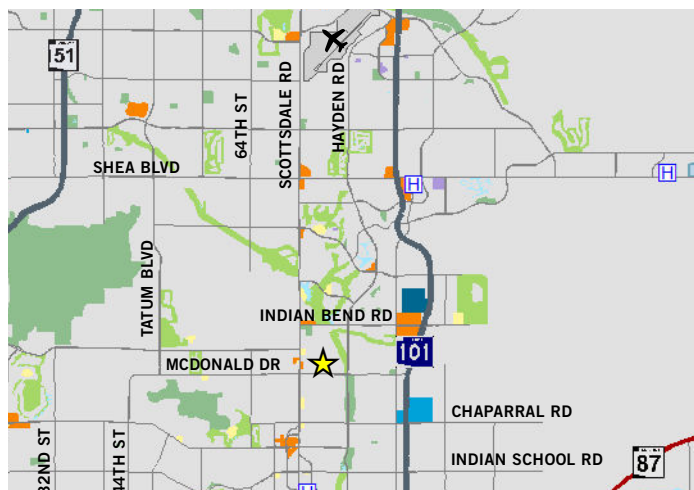 51
64TH ST
SCOTTSDALE RD
HAYDEN RD
SHEA BLVD
H
H
TATUM BLVD
INDIAN BEND RD
MCDONALD DR
101
CHAPARRAL RD
32ND ST
44TH ST
INDIAN SCHOOL RD
87
H